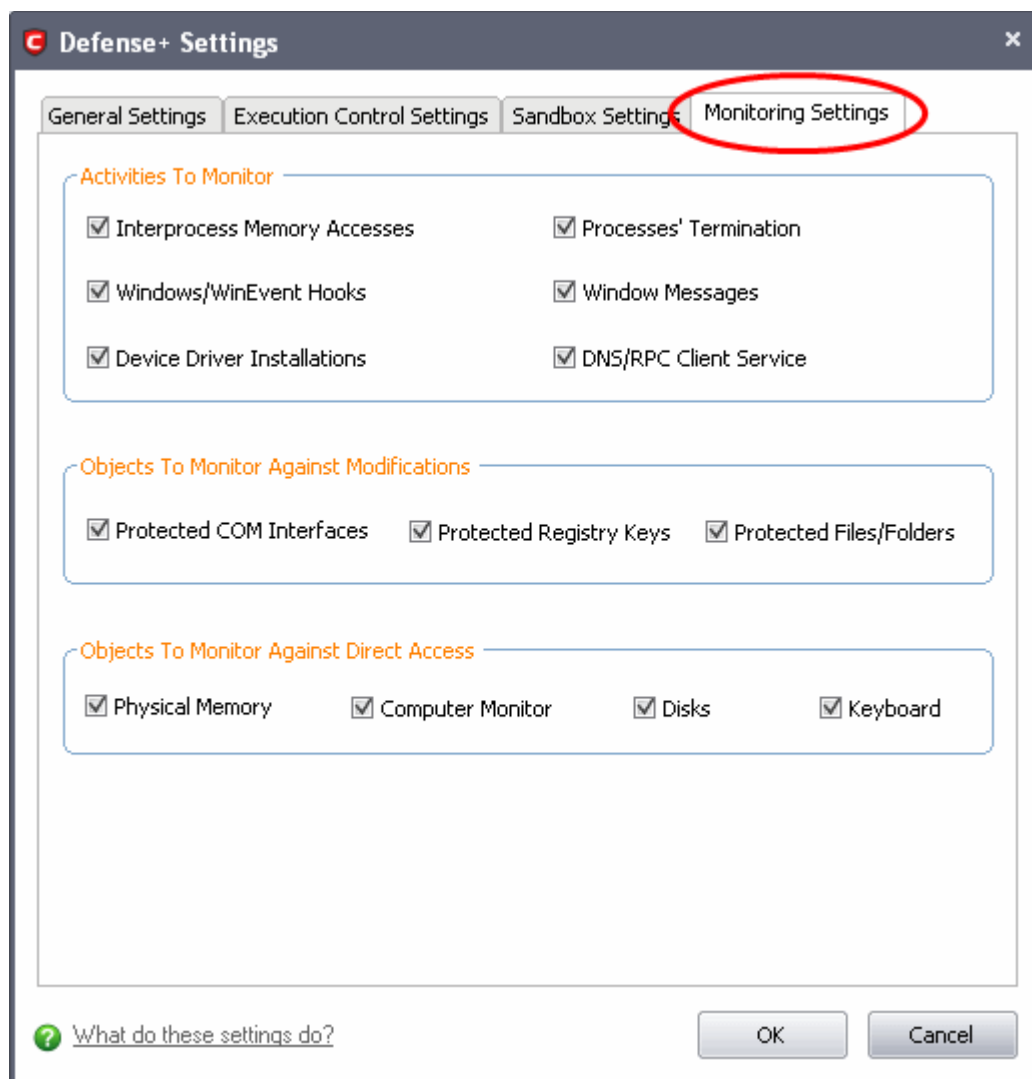 Defense+ Settings
General Settings Execution Control Settings Sandbox Settings Monitoring Settings
Activities To Monitor
Interprocess Memory Accesses Processes' Termination
Windows/WinEvent Hooks Window Messages
Device Driver Installations DNS/RPC Client Service
Objects To Monitor Against Modifications
Protected COM Interfaces Protected Registry Keys Protected Files/Folders
Objects To Monitor Against Direct Access
Physical Memory Computer Monitor Disks Keyboard
What do these settings do? OK Cancel